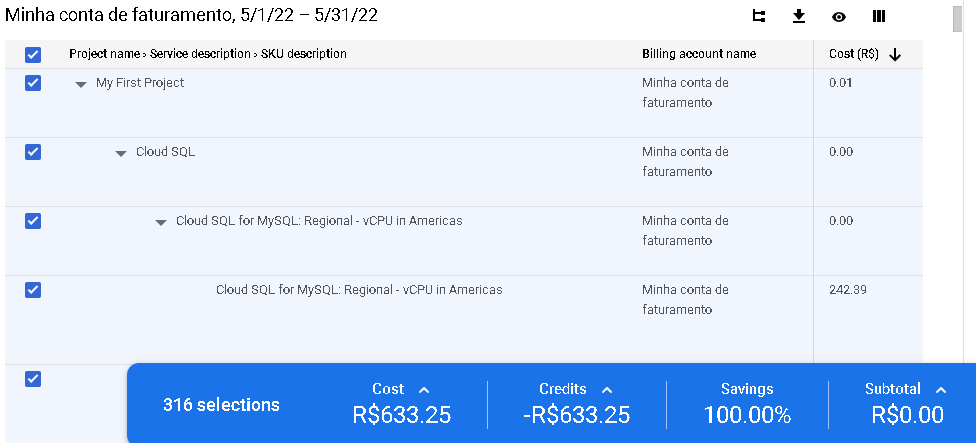 Minha conta de faturamento, 5/1/22 – 5/31/22
Project name › Service description › SKU description Billing account name Cost (R$)
My First Project Minha conta de faturamento 0.01
Cloud SQL Minha conta de faturamento 0.00
Cloud SQL for MySQL: Regional - vCPU in Americas Minha conta de faturamento 0.00
Cloud SQL for MySQL: Regional - vCPU in Americas Minha conta de faturamento 242.39
316 selections
Cost
R$633.25
Credits
-R$633.25
Savings
100.00%
Subtotal
R$0.00